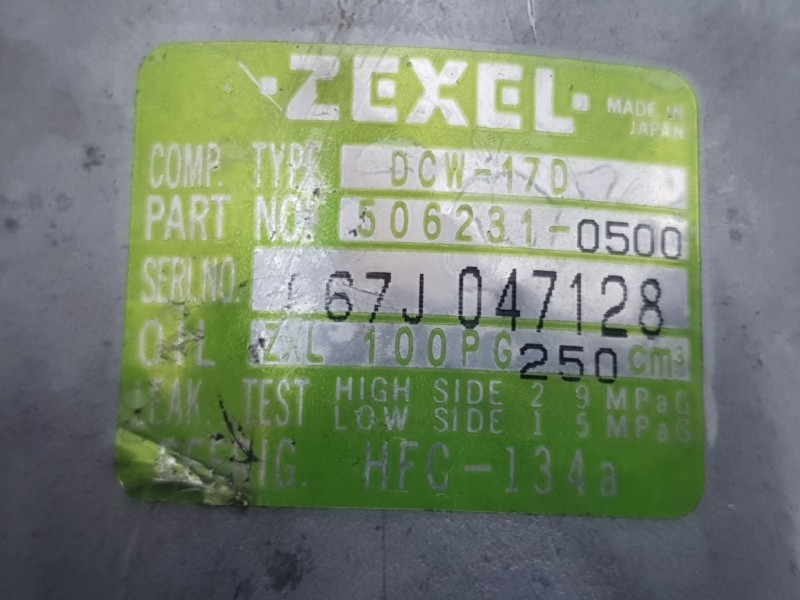 ZEXEL
MADE IN
JAPAN
COMP. TYPE DCW-17D
PART NO. 506231-0500
SERI.NO. 67J 047128
OIL ZXL 100PG 250 cm³
LEAK TEST HIGH SIDE 2 9 MPaG
LOW SIDE 1 5 MPaG
REFRIG. HFC-134a